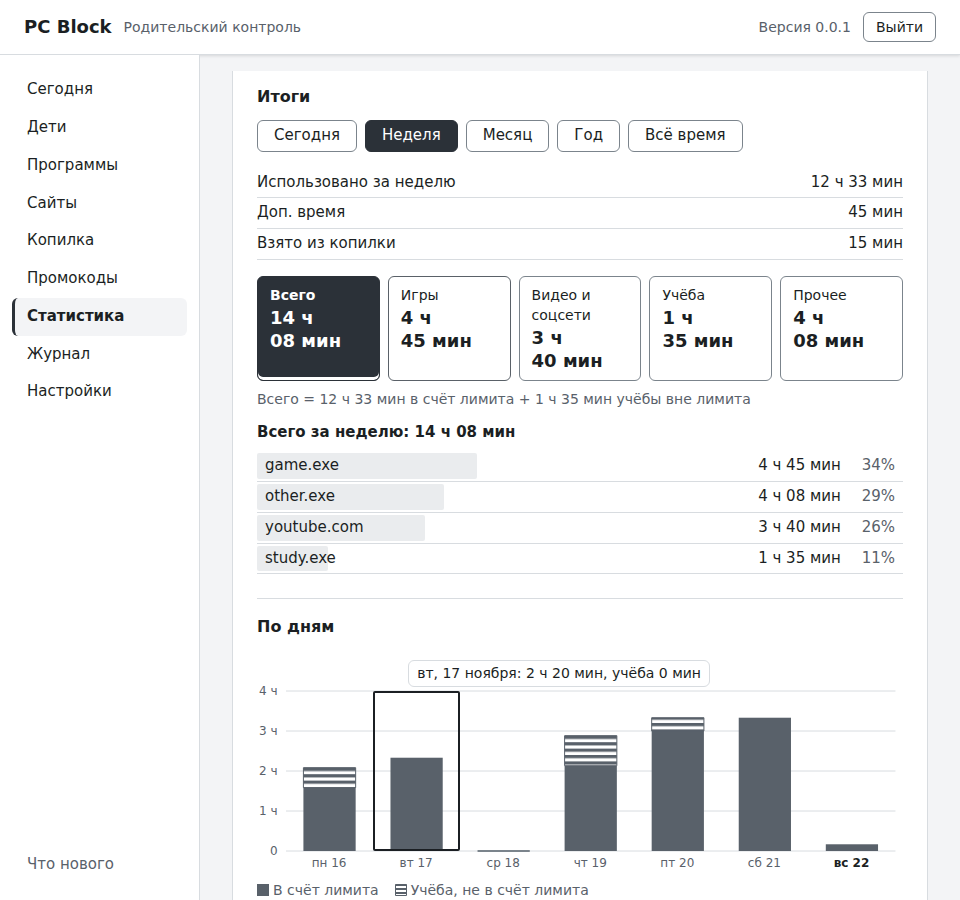 PC Block Родительский контроль Версия 0.0.1 Выйти
Сегодня
Дети
Программы
Сайты
Копилка
Промокоды
Статистика
Журнал
Настройки
Что нового
Итоги
Сегодня Неделя Месяц Год Всё время
Использовано за неделю 12 ч 33 мин
Доп. время 45 мин
Взято из копилки 15 мин
Всего
14 ч
08 мин
Игры
4 ч
45 мин
Видео и
соцсети
3 ч
40 мин
Учёба
1 ч
35 мин
Прочее
4 ч
08 мин
Всего = 12 ч 33 мин в счёт лимита + 1 ч 35 мин учёбы вне лимита
Всего за неделю: 14 ч 08 мин
game.exe 4 ч 45 мин 34%
other.exe 4 ч 08 мин 29%
youtube.com 3 ч 40 мин 26%
study.exe 1 ч 35 мин 11%
По дням
вт, 17 ноября: 2 ч 20 мин, учёба 0 мин
4 ч
3 ч
2 ч
1 ч
0
пн 16 вт 17 ср 18 чт 19 пт 20 сб 21 вс 22
В счёт лимита Учёба, не в счёт лимита